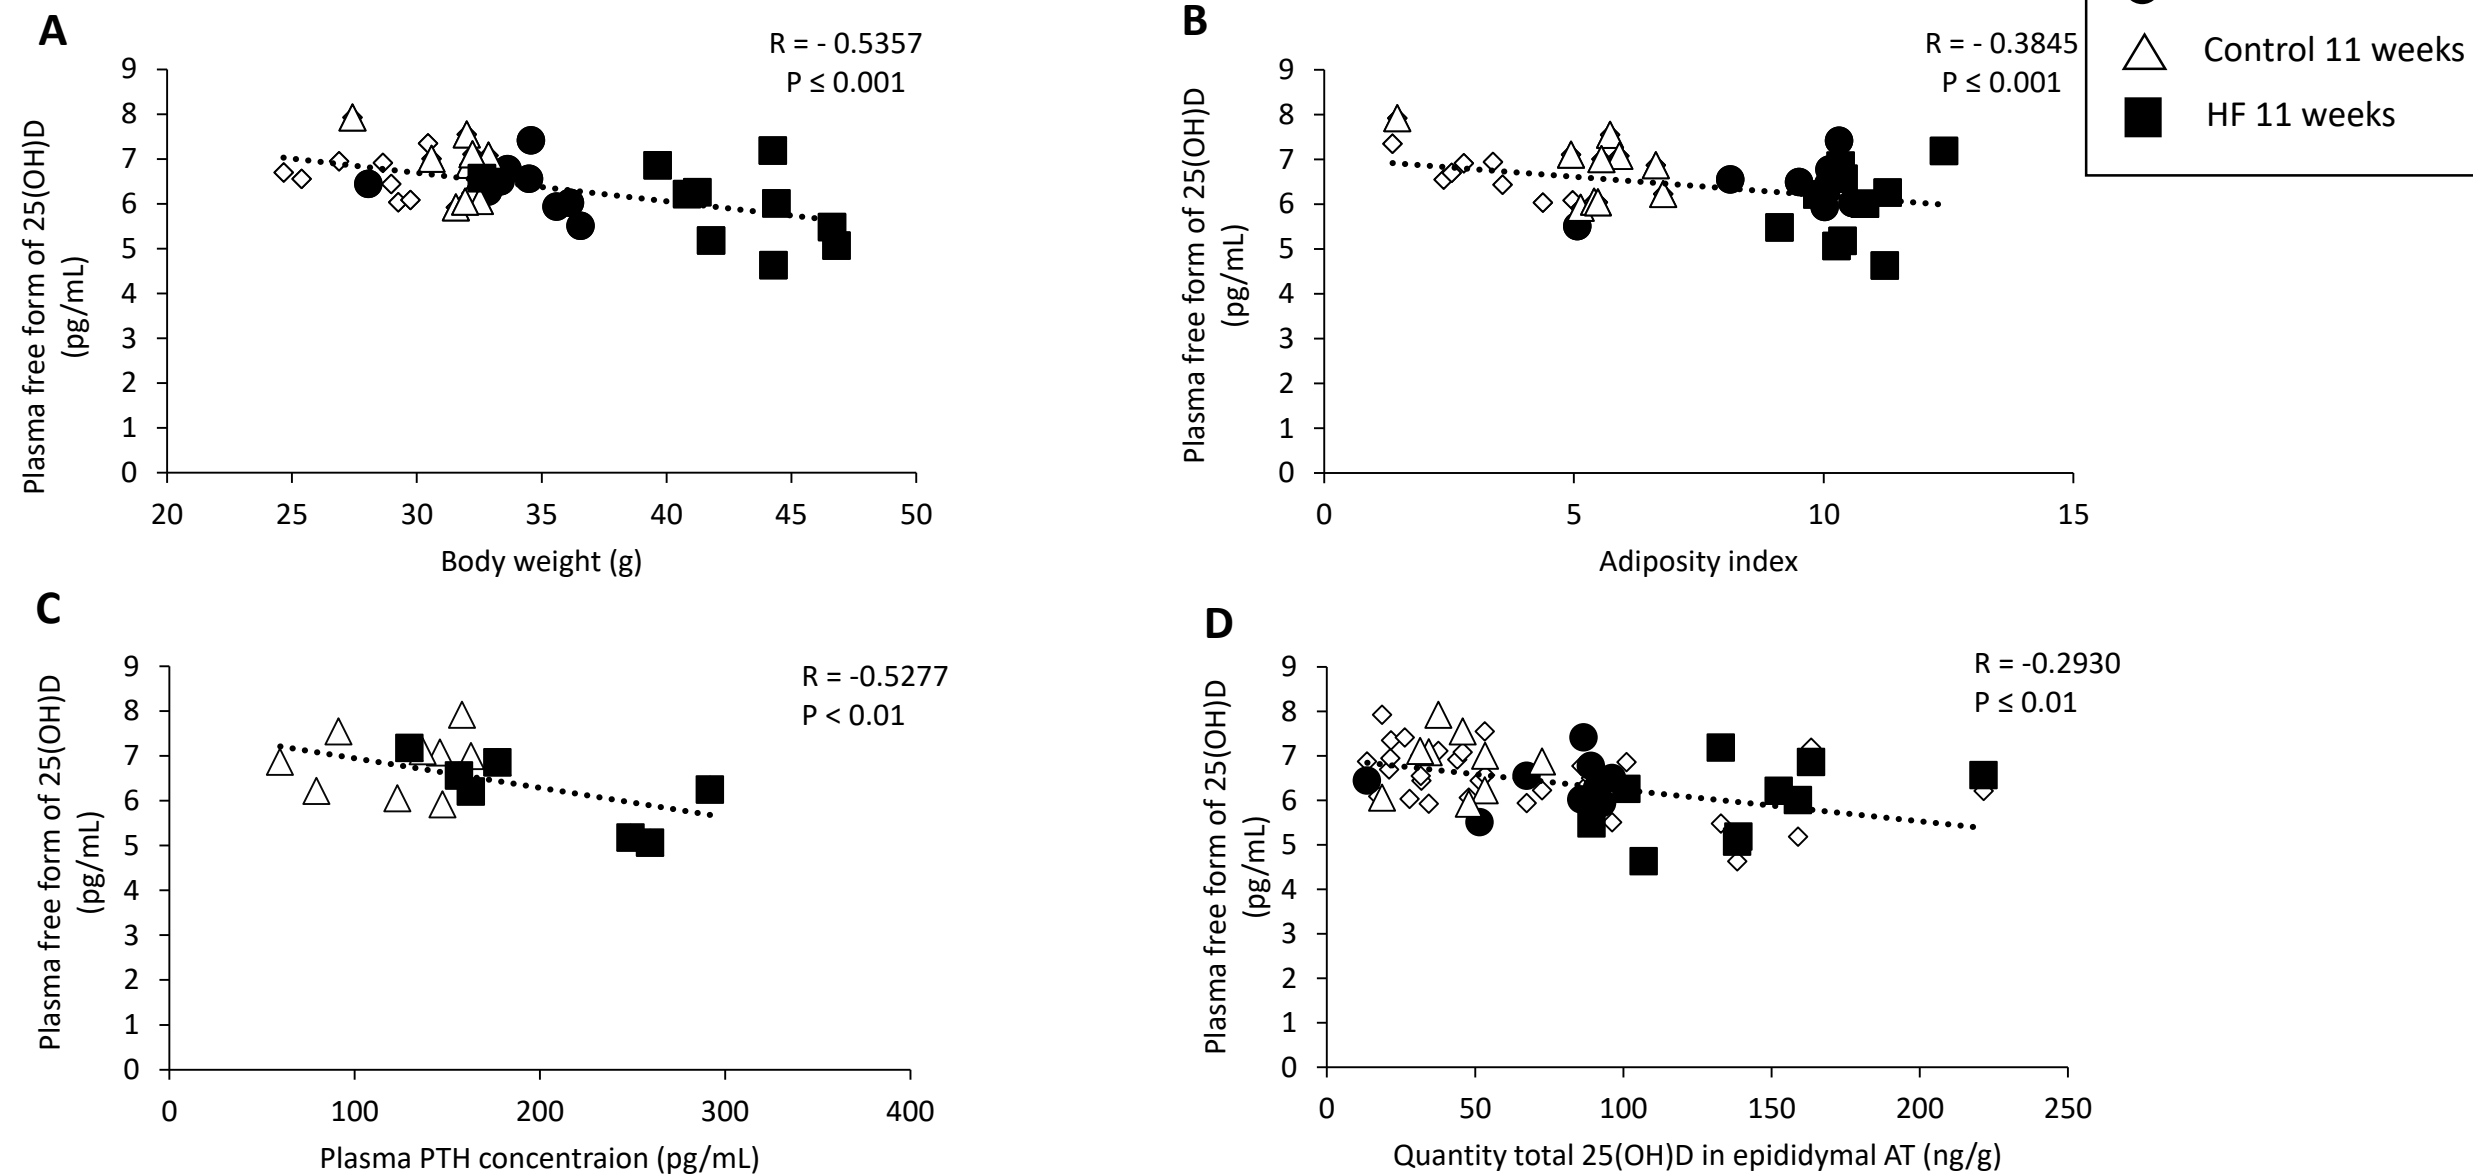 A
R = - 0.5357
P ≤ 0.001
9
8
7
6
5
4
3
2
1
0
Plasma free form of 25(OH)D
(pg/mL)
20 25 30 35 40 45 50
Body weight (g)
B
R = - 0.3845
P ≤ 0.001
9
8
7
6
5
4
3
2
1
0
Plasma free form of 25(OH)D
(pg/mL)
0 5 10 15
Adiposity index
Control 11 weeks
HF 11 weeks
C
R = -0.5277
P < 0.01
9
8
7
6
5
4
3
2
1
0
Plasma free form of 25(OH)D
(pg/mL)
0 100 200 300 400
Plasma PTH concentraion (pg/mL)
D
R = -0.2930
P ≤ 0.01
9
8
7
6
5
4
3
2
1
0
Plasma free form of 25(OH)D
(pg/mL)
0 50 100 150 200 250
Quantity total 25(OH)D in epididymal AT (ng/g)